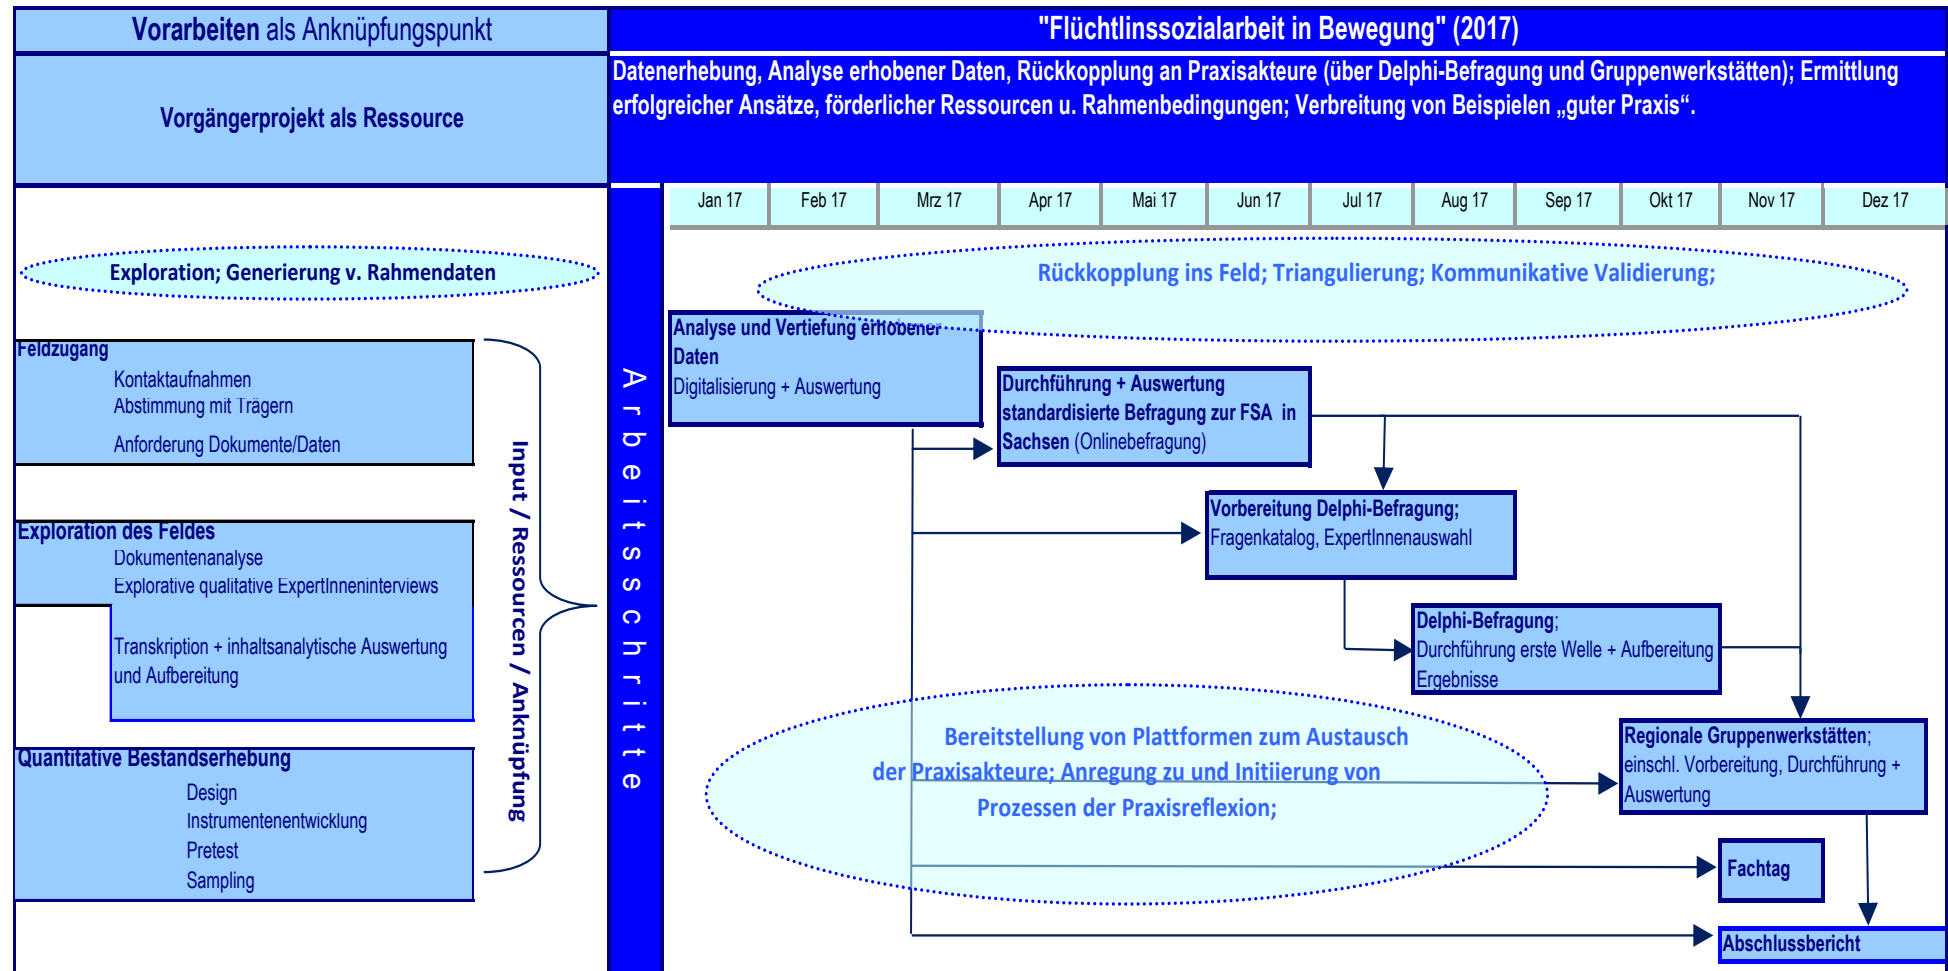 Vorarbeiten als Anknüpfungspunkt
"Flüchtlinssozialarbeit in Bewegung" (2017)
Vorgängerprojekt als Ressource
Datenerhebung, Analyse erhobener Daten, Rückkopplung an Praxisakteure (über Delphi-Befragung und Gruppenwerkstätten); Ermittlung
erfolgreicher Ansätze, förderlicher Ressourcen u. Rahmenbedingungen; Verbreitung von Beispielen „guter Praxis“.
Jan 17 Feb 17 Mrz 17 Apr 17 Mai 17 Jun 17 Jul 17 Aug 17 Sep 17 Okt 17 Nov 17 Dez 17
Exploration; Generierung v. Rahmendaten
Feldzugang
Kontaktaufnahmen
Abstimmung mit Trägern
Anforderung Dokumente/Daten
Exploration des Feldes
Dokumentenanalyse
Explorative qualitative ExpertInneninterviews
Transkription + inhaltsanalytische Auswertung
und Aufbereitung
Quantitative Bestandserhebung
Design
Instrumentenentwicklung
Pretest
Sampling
Input / Ressourcen / Anknüpfung
Arbeitsschritte
Rückkopplung ins Feld; Triangulierung; Kommunikative Validierung;
Analyse und Vertiefung erhobener
Daten
Digitalisierung + Auswertung
Durchführung + Auswertung
standardisierte Befragung zur FSA in
Sachsen (Onlinebefragung)
Vorbereitung Delphi-Befragung;
Fragenkatalog, ExpertInnenauswahl
Delphi-Befragung;
Durchführung erste Welle + Aufbereitung
Ergebnisse
Bereitstellung von Plattformen zum Austausch
der Praxisakteure; Anregung zu und Initiierung von
Prozessen der Praxisreflexion;
Regionale Gruppenwerkstätten;
einschl. Vorbereitung, Durchführung +
Auswertung
Fachtag
Abschlussbericht